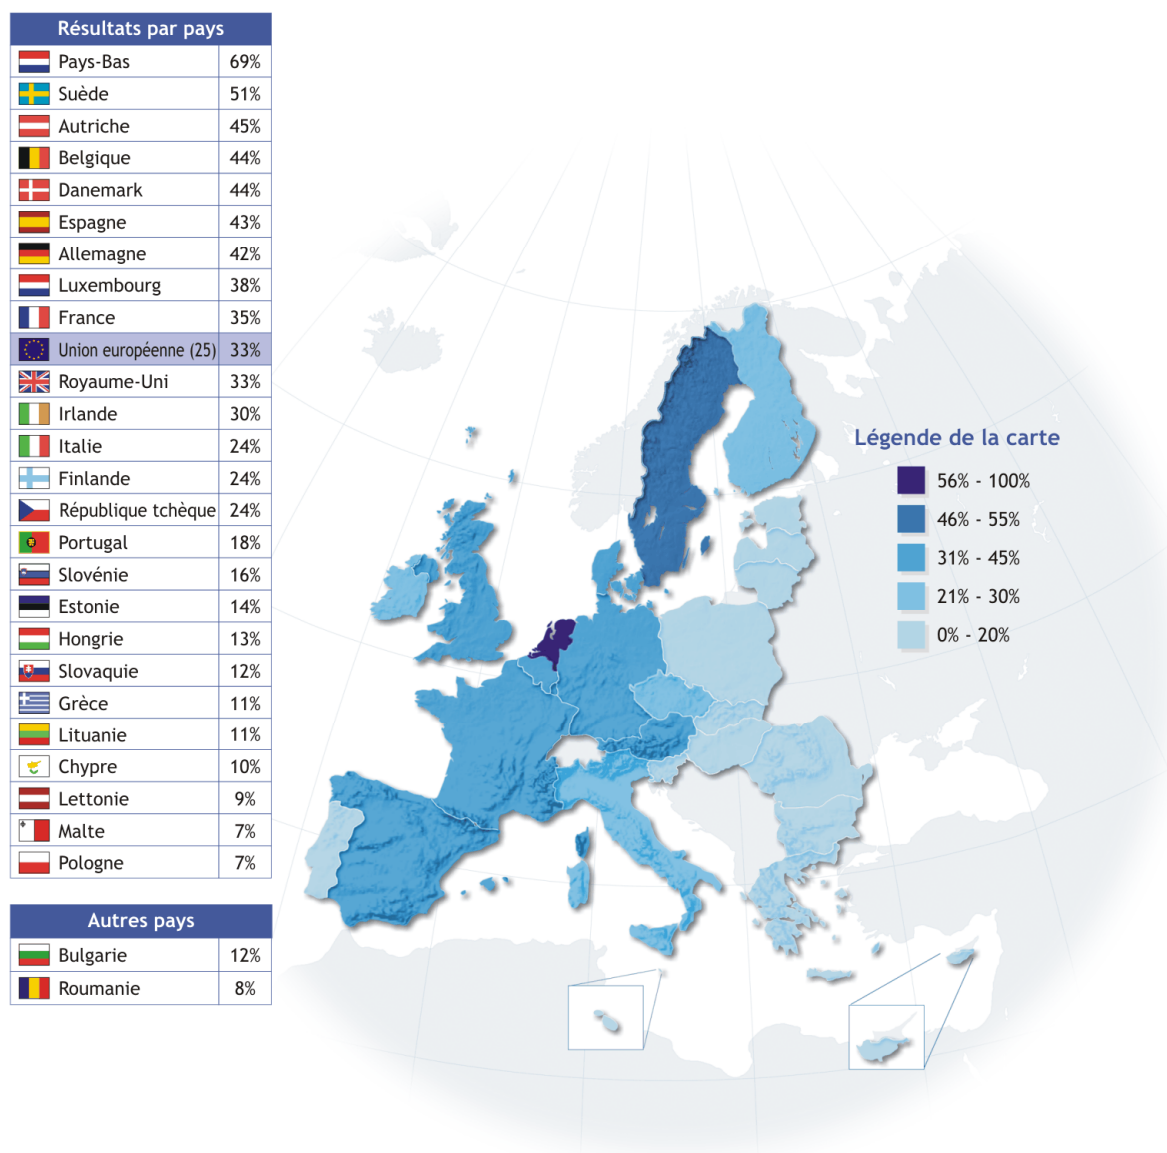 Résultats par pays
Pays-Bas 69%
Suède 51%
Autriche 45%
Belgique 44%
Danemark 44%
Espagne 43%
Allemagne 42%
Luxembourg 38%
France 35%
Union européenne (25) 33%
Royaume-Uni 33%
Irlande 30%
Italie 24%
Finlande 24%
République tchèque 24%
Portugal 18%
Slovénie 16%
Estonie 14%
Hongrie 13%
Slovaquie 12%
Grèce 11%
Lituanie 11%
Chypre 10%
Lettonie 9%
Malte 7%
Pologne 7%
Autres pays
Bulgarie 12%
Roumanie 8%
Légende de la carte
56% - 100%
46% - 55%
31% - 45%
21% - 30%
0% - 20%